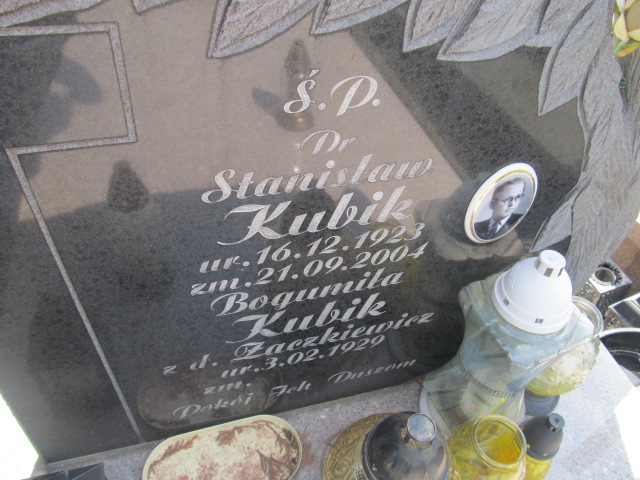 Ś.P.
Dr
Stanisław
Kubik
ur.16.12.1923
zm.21.09.2004
Bogumiła
Kubik
z d. Zaczkiewicz
ur.3.02.1929
zm.
Pokój Ich Duszom